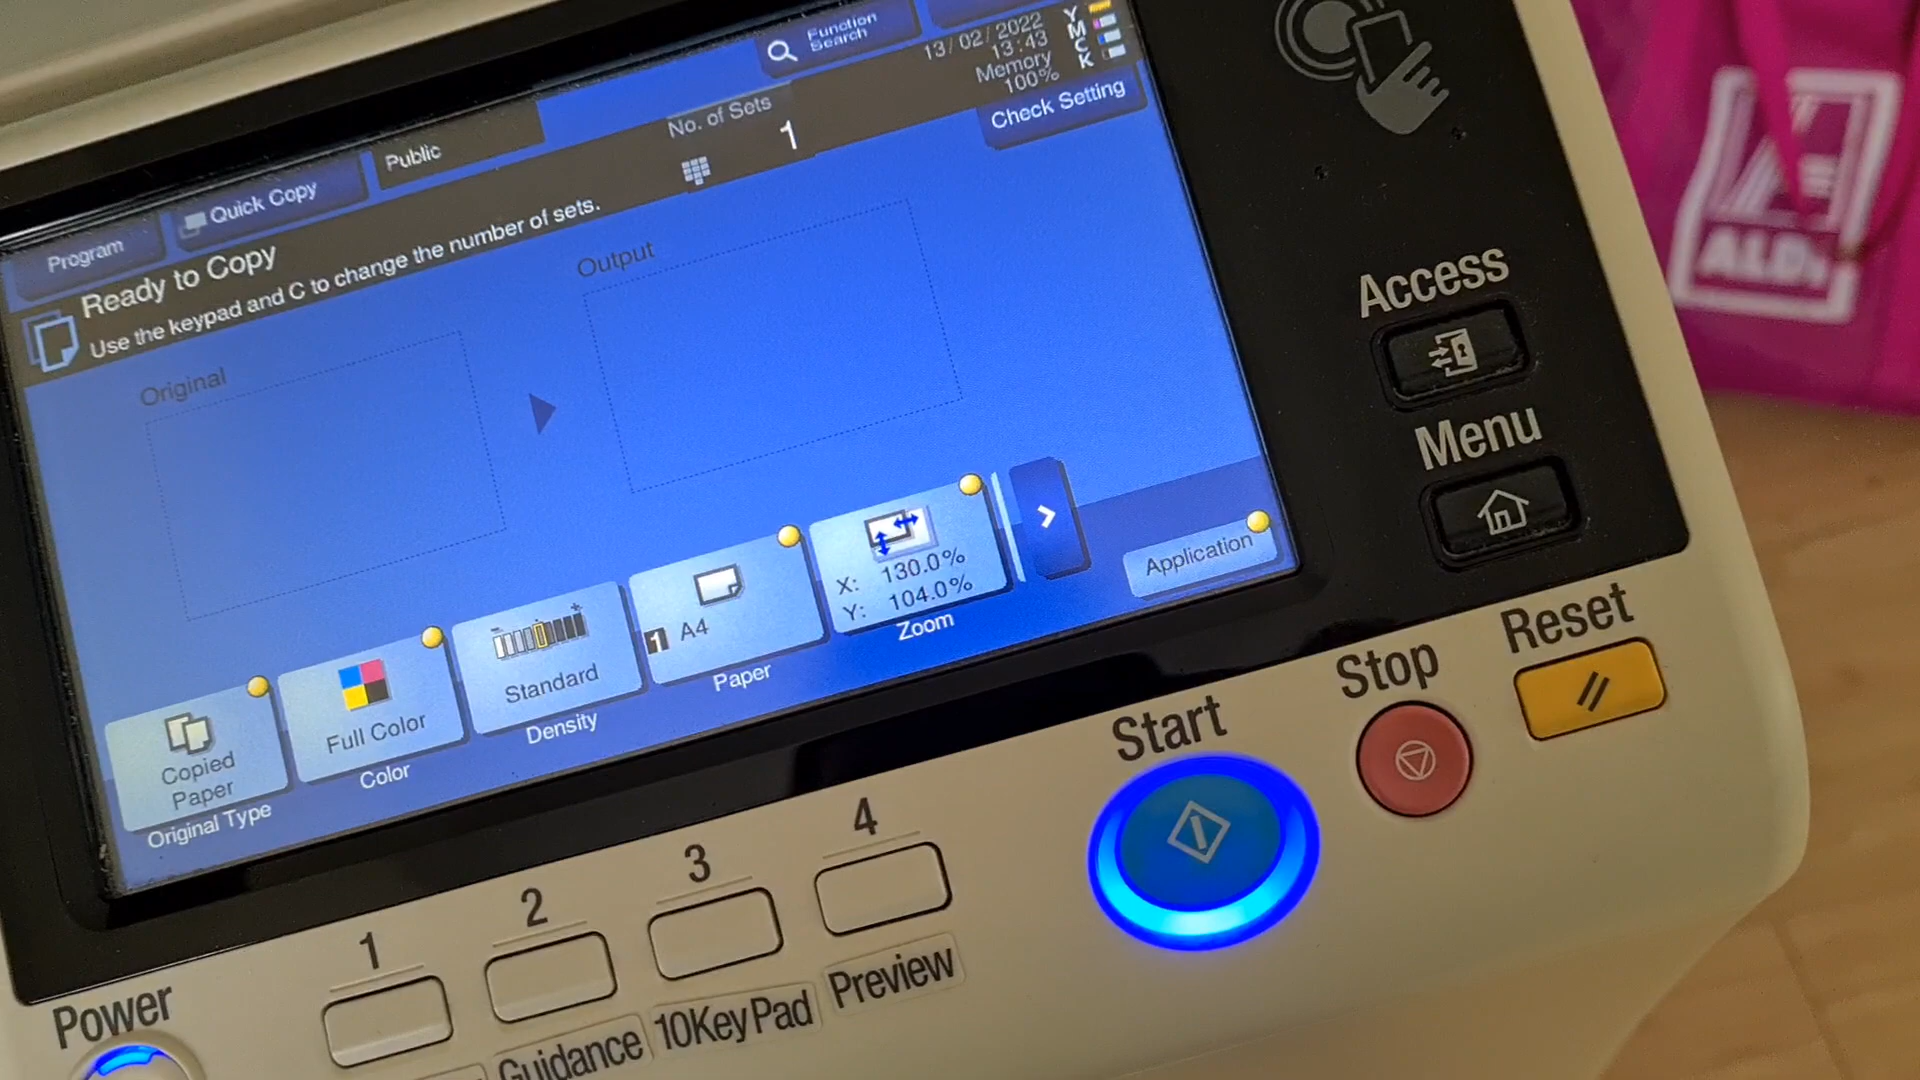 Function
Search
13/02/2022
13:43
Memory
100%
Y
M
C
K
Program
Quick Copy
Public
No. of Sets
1
Check Setting
Ready to Copy
Use the keypad and C to change the number of sets.
Original
Output
Copied
Paper
Original Type
Full Color
Color
Standard
Density
1 A4
Paper
X: 130.0%
Y: 104.0%
Zoom
Application
Access
Menu
Reset
Stop
Start
Power
1
2
3
4
Guidance
10Key Pad
Preview
ALDI